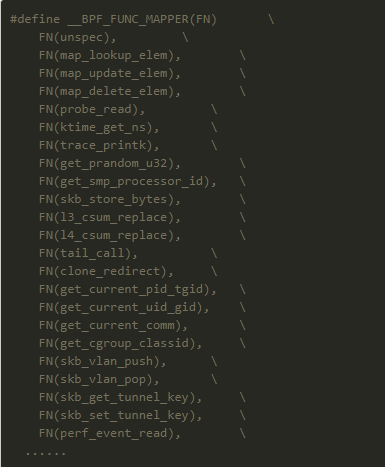 #define __BPF_FUNC_MAPPER(FN) \
FN(unspec), \
FN(map_lookup_elem), \
FN(map_update_elem), \
FN(map_delete_elem), \
FN(probe_read), \
FN(ktime_get_ns), \
FN(trace_printk), \
FN(get_prandom_u32), \
FN(get_smp_processor_id), \
FN(skb_store_bytes), \
FN(l3_csum_replace), \
FN(l4_csum_replace), \
FN(tail_call), \
FN(clone_redirect), \
FN(get_current_pid_tgid), \
FN(get_current_uid_gid), \
FN(get_current_comm), \
FN(get_cgroup_classid), \
FN(skb_vlan_push), \
FN(skb_vlan_pop), \
FN(skb_get_tunnel_key), \
FN(skb_set_tunnel_key), \
FN(perf_event_read), \
......